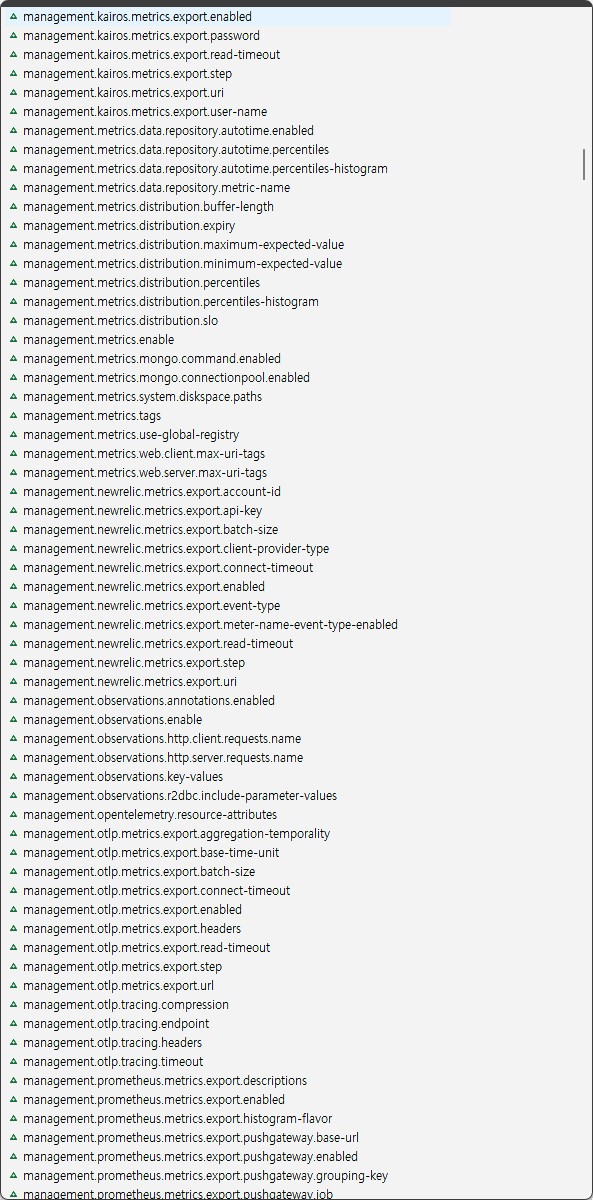 management.kairos.metrics.export.enabled
management.kairos.metrics.export.password
management.kairos.metrics.export.read-timeout
management.kairos.metrics.export.step
management.kairos.metrics.export.uri
management.kairos.metrics.export.user-name
management.metrics.data.repository.autotime.enabled
management.metrics.data.repository.autotime.percentiles
management.metrics.data.repository.autotime.percentiles-histogram
management.metrics.data.repository.metric-name
management.metrics.distribution.buffer-length
management.metrics.distribution.expiry
management.metrics.distribution.maximum-expected-value
management.metrics.distribution.minimum-expected-value
management.metrics.distribution.percentiles
management.metrics.distribution.percentiles-histogram
management.metrics.distribution.slo
management.metrics.enable
management.metrics.mongo.command.enabled
management.metrics.mongo.connectionpool.enabled
management.metrics.system.diskspace.paths
management.metrics.tags
management.metrics.use-global-registry
management.metrics.web.client.max-uri-tags
management.metrics.web.server.max-uri-tags
management.newrelic.metrics.export.account-id
management.newrelic.metrics.export.api-key
management.newrelic.metrics.export.batch-size
management.newrelic.metrics.export.client-provider-type
management.newrelic.metrics.export.connect-timeout
management.newrelic.metrics.export.enabled
management.newrelic.metrics.export.event-type
management.newrelic.metrics.export.meter-name-event-type-enabled
management.newrelic.metrics.export.read-timeout
management.newrelic.metrics.export.step
management.newrelic.metrics.export.uri
management.observations.annotations.enabled
management.observations.enable
management.observations.http.client.requests.name
management.observations.http.server.requests.name
management.observations.key-values
management.observations.r2dbc.include-parameter-values
management.opentelemetry.resource-attributes
management.otlp.metrics.export.aggregation-temporality
management.otlp.metrics.export.base-time-unit
management.otlp.metrics.export.batch-size
management.otlp.metrics.export.connect-timeout
management.otlp.metrics.export.enabled
management.otlp.metrics.export.headers
management.otlp.metrics.export.read-timeout
management.otlp.metrics.export.step
management.otlp.metrics.export.url
management.otlp.tracing.compression
management.otlp.tracing.endpoint
management.otlp.tracing.headers
management.otlp.tracing.timeout
management.prometheus.metrics.export.descriptions
management.prometheus.metrics.export.enabled
management.prometheus.metrics.export.histogram-flavor
management.prometheus.metrics.export.pushgateway.base-url
management.prometheus.metrics.export.pushgateway.enabled
management.prometheus.metrics.export.pushgateway.grouping-key
management.prometheus.metrics.export.pushgateway.job